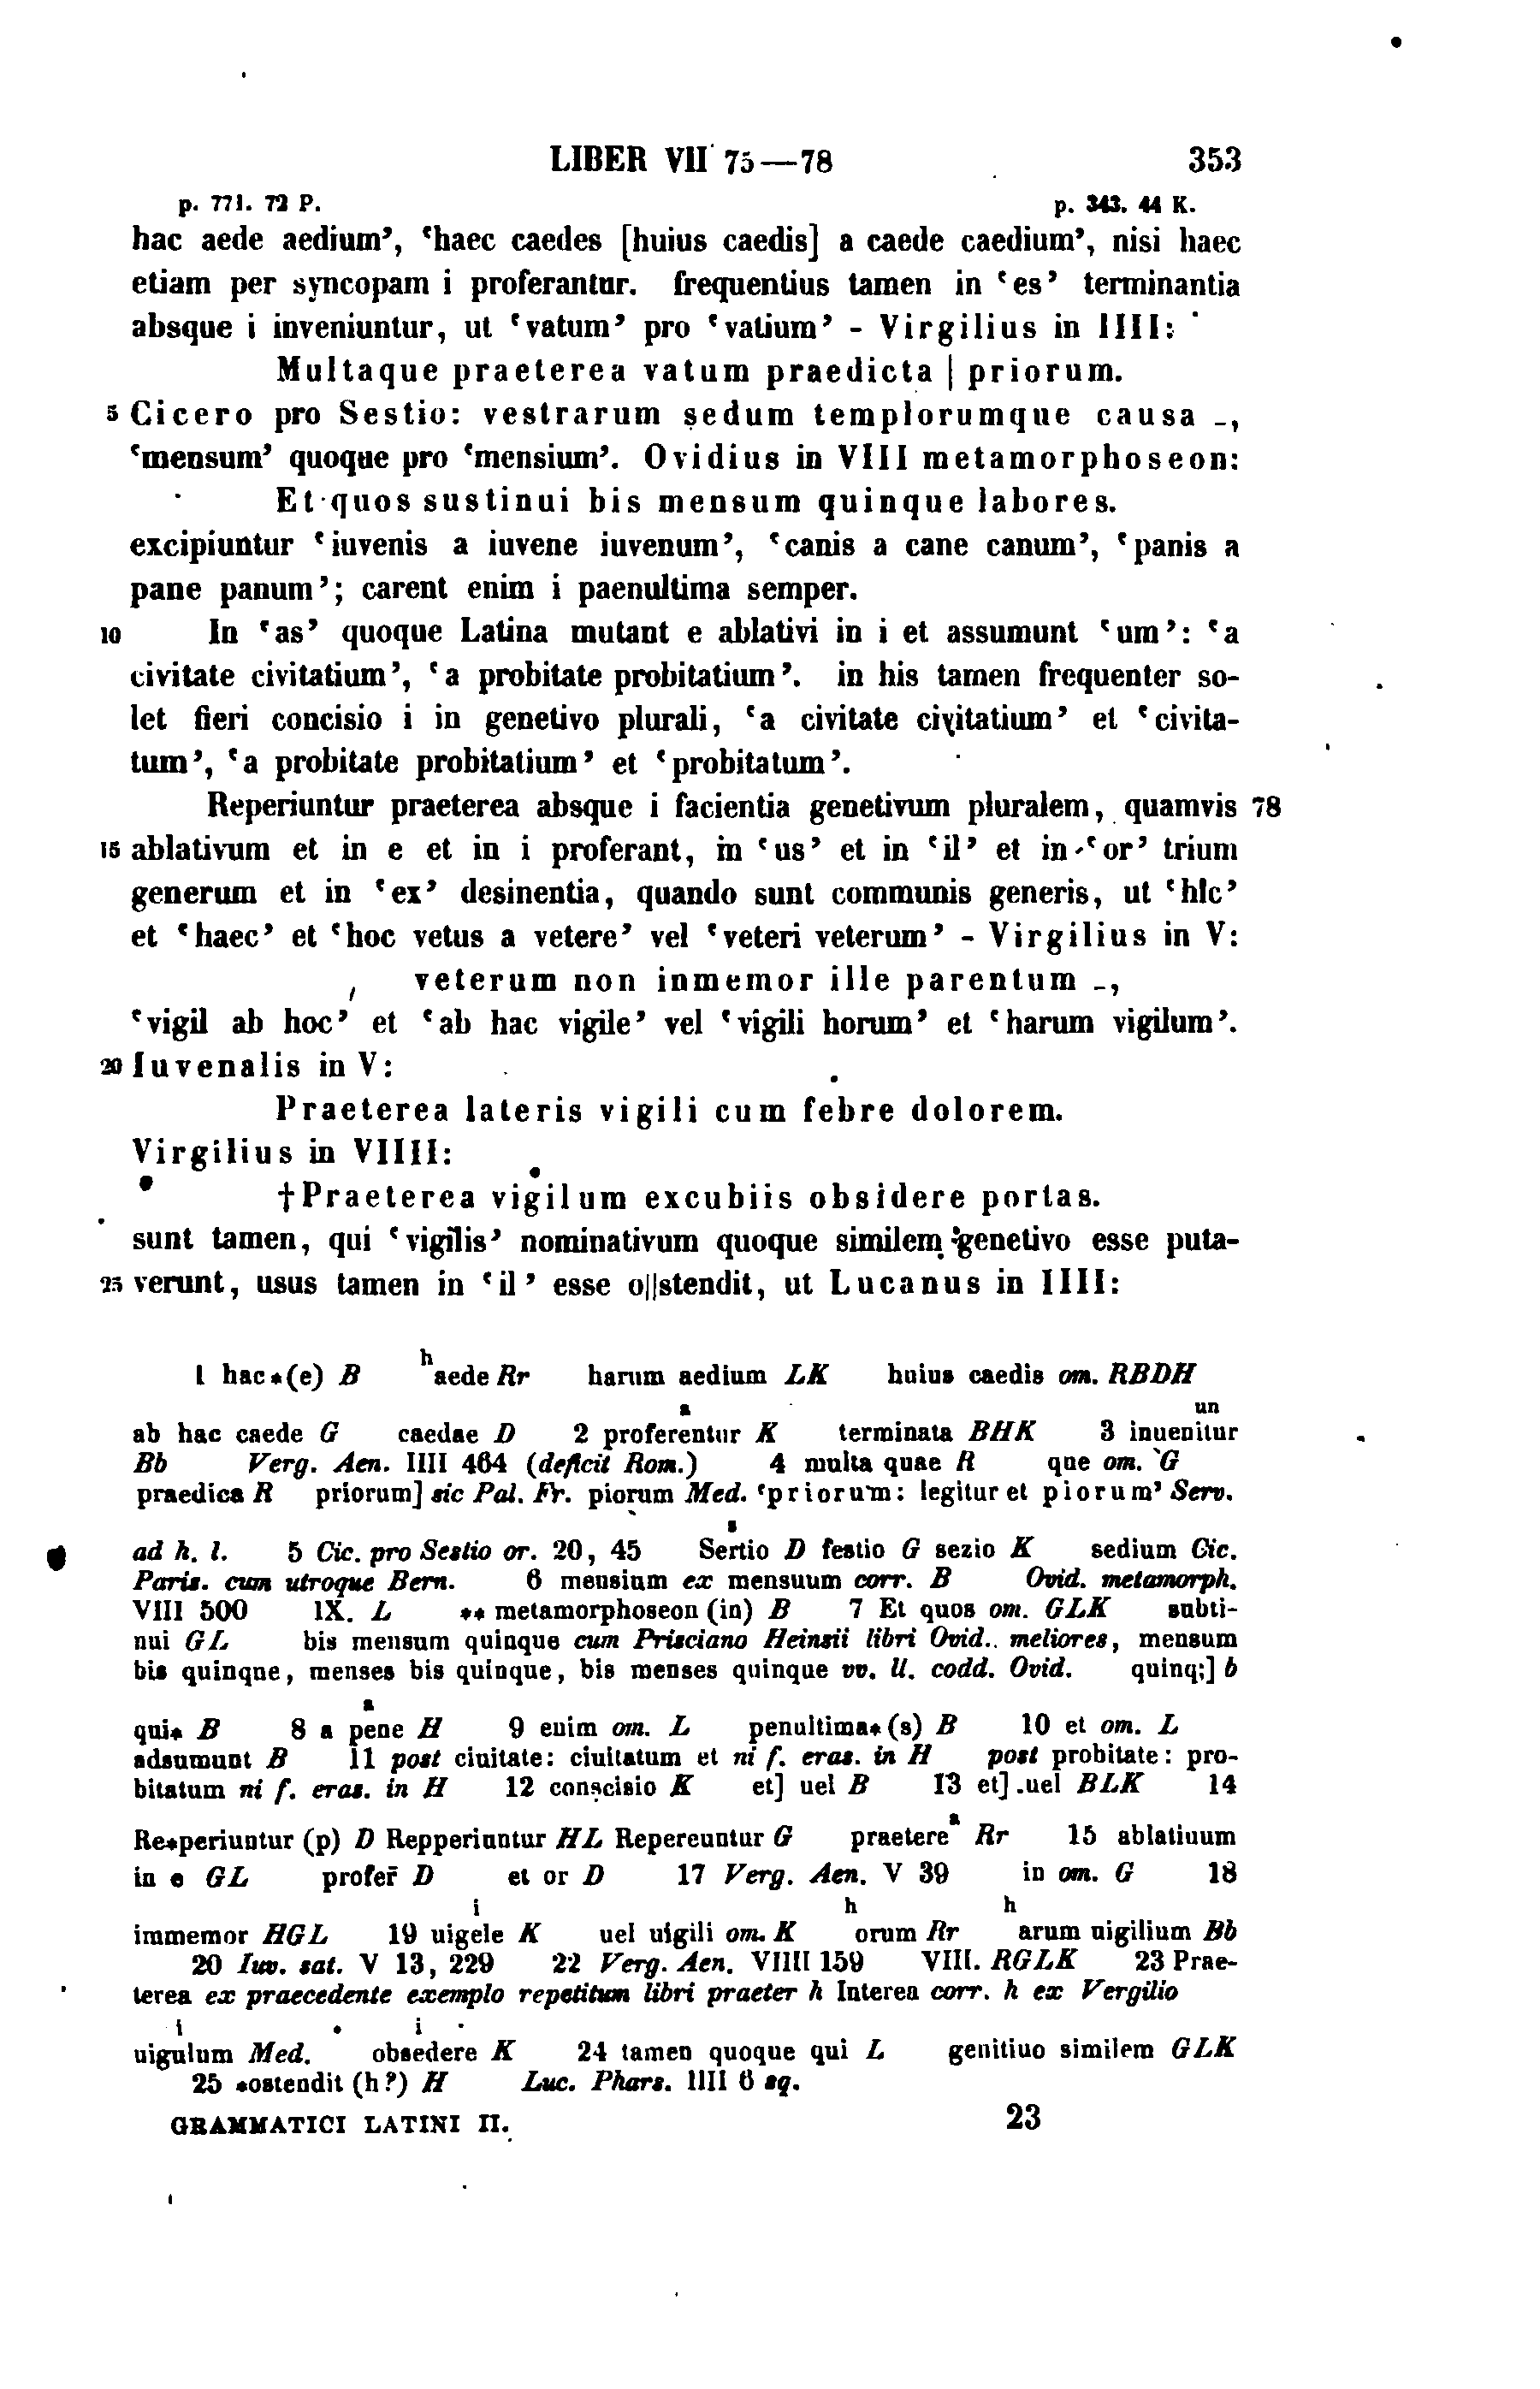 LIBER VII 75—78 353
p. 771. 72 P. p. 343. 44 K.
hac aede aedium’, ‘haec caedes [huius caedis] a caede caedium’, nisi haec
etiam per syncopam i proferantur. frequentius tamen in ‘es’ terminantia
absque i inveniuntur, ut ‘vatum’ pro ‘vatium’ - Virgilius in IIII:
Multaque praeterea vatum praedicta | priorum.
5 Cicero pro Sestio: vestrarum sedum templorumque causa -,
‘mensum’ quoque pro ‘mensium’. Ovidius in VIII metamorphoseon:
Et quos sustinui bis mensum quinque labores.
excipiuntur ‘iuvenis a iuvene iuvenum’, ‘canis a cane canum’, ‘panis a
pane panum’; carent enim i paenultima semper.
10 In ‘as’ quoque Latina mutant e ablativi in i et assumunt ‘um’: ‘a
civitate civitatium’, ‘a probitate probitatium’. in his tamen frequenter so-
let fieri concisio i in genetivo plurali, ‘a civitate civitatium’ et ‘civita-
tum’, ‘a probitate probitatium’ et ‘probitatum’.
Reperiuntur praeterea absque i facientia genetivum pluralem, quamvis 78
15 ablativum et in e et in i proferant, in ‘us’ et in ‘il’ et in ‘or’ trium
generum et in ‘ex’ desinentia, quando sunt communis generis, ut ‘hic’
et ‘haec’ et ‘hoc vetus a vetere’ vel ‘veteri veterum’ - Virgilius in V:
veterum non inmemor ille parentum -,
‘vigil ab hoc’ et ‘ab hac vigile’ vel ‘vigili horum’ et ‘harum vigilum’.
20 Iuvenalis in V:
Praeterea lateris vigili cum febre dolorem.
Virgilius in VIIII:
†Praeterea vigilum excubiis obsidere portas.
sunt tamen, qui ‘vigilis’ nominativum quoque similem genetivo esse puta-
25 verunt, usus tamen in ‘il’ esse o||stendit, ut Lucanus in IIII:
1 hac*(e) B h aede Rr harum aedium LK huius caedis om. RBDH
a un
ab hac caede G caedae D 2 proferentur K terminata BHK 3 inuenitur
Bb Verg. Aen. IIII 464 (deficit Rom.) 4 multa quae R que om. G
praedica R priorum] sic Pal. Fr. piorum Med. ‘priorum: legitur et piorum’ Serv.
s
ad h. l. 5 Cic. pro Sestio or. 20, 45 Sertio D festio G sezio K sedium Cic.
Paris. cum utroque Bern. 6 mensium ex mensuum corr. B Ovid. metamorph.
VIII 500 IX. L ** metamorphoseon (in) B 7 Et quos om. GLK subti-
nui GL bis mensum quinque cum Prisciano Heinsii libri Ovid. meliores, mensum
bis quinque, menses bis quinque, bis menses quinque vv. ll. codd. Ovid. quinq;] b
a
qui* B 8 a pene H 9 enim om. L penultima*(s) B 10 et om. L
adsumunt B 11 post ciuitate: ciuitatum et ni f. eras. in H post probitate: pro-
bitatum ni f. eras. in H 12 conscisio K et] uel B 13 et] uel BLK 14
Re*periuntur (p) D Repperiuntur HL Repereuntur G praetere a Rr 15 ablatiuum
in e GL profer̄ D et or D 17 Verg. Aen. V 39 in om. G 18
i h h
immemor HGL 19 uigele K uel uigili om. K orum Rr arum uigilium Bb
20 Iuv. sat. V 13, 229 22 Verg. Aen. VIIII 159 VIII. RGLK 23 Prae-
terea ex praecedente exemplo repetitum libri praeter h Interea corr. h ex Vergilio
i i
uigulum Med. obsedere K 24 tamen quoque qui L genitiuo similem GLK
25 *ostendit (h?) H Luc. Phars. IIII 6 sq.
GRAMMATICI LATINI II. 23